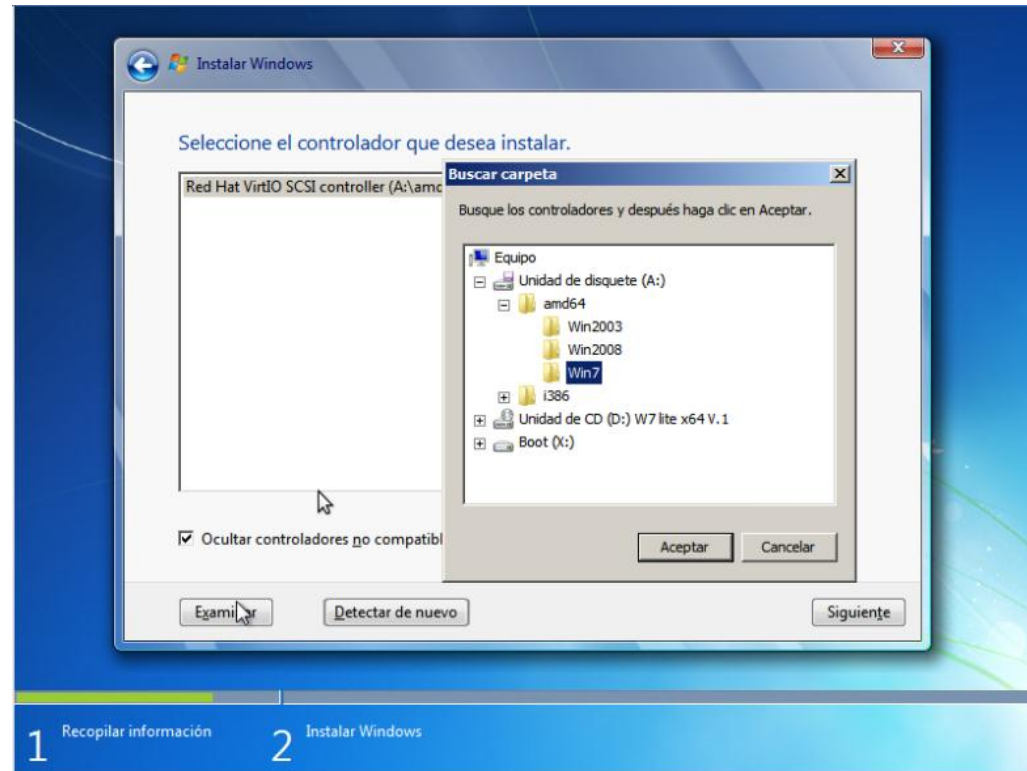 Instalar Windows
Seleccione el controlador que desea instalar.
Red Hat VirtIO SCSI controller (A:\amd
Buscar carpeta
Busque los controladores y después haga clic en Aceptar.
Equipo
Unidad de disquete (A:)
amd64
Win2003
Win2008
Win7
i386
Unidad de CD (D:) W7 lite x64 V.1
Boot (X:)
Ocultar controladores no compatibl
Aceptar
Cancelar
Examinar
Detectar de nuevo
Siguiente
1 Recopilar información
2 Instalar Windows